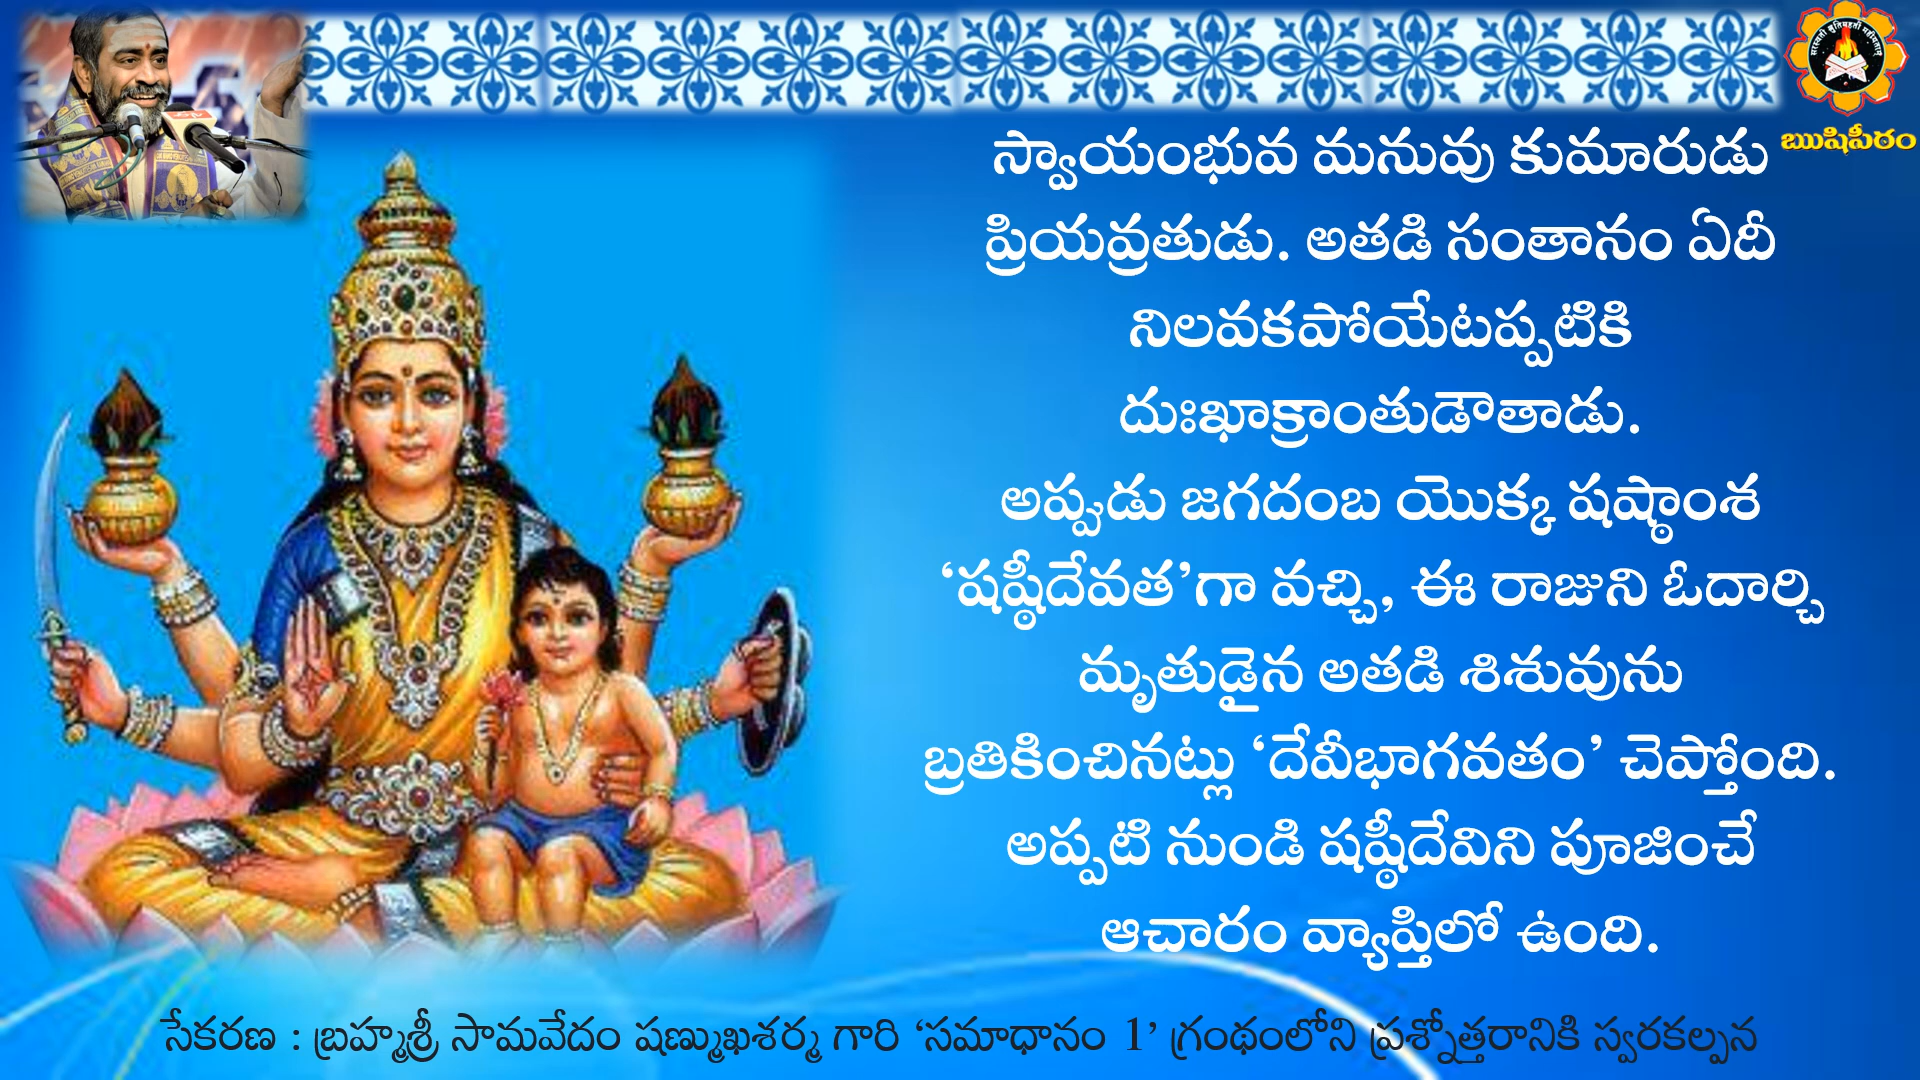 ఋషిపీఠం
స్వాయంభువ మనువు కుమారుడు
ప్రియవ్రతుడు. అతడి సంతానం ఏదీ
నిలవకపోయేటప్పటికి
దుఃఖాక్రాంతుడౌతాడు.
అప్పుడు జగదంబ యొక్క షష్ఠాంశ
‘షష్ఠీదేవత’గా వచ్చి, ఈ రాజుని ఓదార్చి
మృతుడైన అతడి శిశువును
బ్రతికించినట్లు ‘దేవీభాగవతం’ చెప్తోంది.
అప్పటి నుండి షష్ఠీదేవిని పూజించే
ఆచారం వ్యాప్తిలో ఉంది.
సేకరణ : బ్రహ్మశ్రీ సామవేదం షణ్ముఖశర్మ గారి ‘సమాధానం 1’ గ్రంథంలోని ప్రశ్నోత్తరానికి స్వరకల్పన